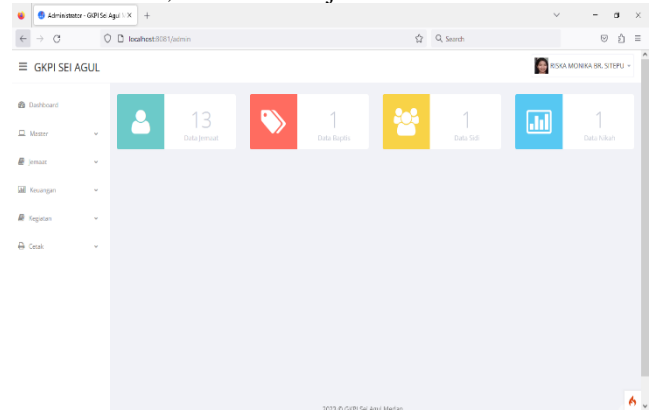 Administrator - GKPI Sei Agul
localhost:8081/admin
Search
GKPI SEI AGUL
RISKA MONIKA BR. SITEPU
Dashboard
Master
Jemaat
Keuangan
Kegiatan
Cetak
13
Data Jemaat
1
Data Baptis
1
Data Sidi
1
Data Nikah
GKPI Sei Agul Medan